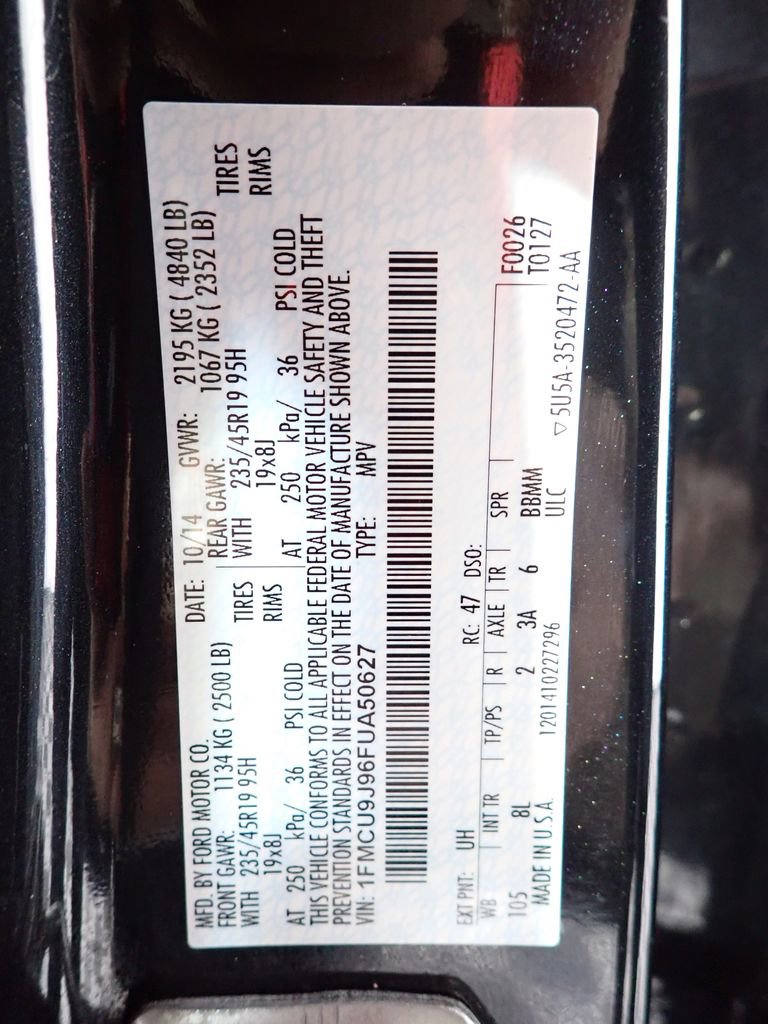 MFD. BY FORD MOTOR CO. DATE: 10/14 GVWR: 2195 KG ( 4840 LB)
FRONT GAWR: 1134 KG ( 2500 LB) REAR GAWR: 1067 KG ( 2352 LB)
WITH 235/45R19 95H TIRES WITH 235/45R19 95H TIRES
19x8J RIMS 19x8J RIMS
AT 250 kPa/ 36 PSI COLD AT 250 kPa/ 36 PSI COLD
THIS VEHICLE CONFORMS TO ALL APPLICABLE FEDERAL MOTOR VEHICLE SAFETY AND THEFT
PREVENTION STANDARDS IN EFFECT ON THE DATE OF MANUFACTURE SHOWN ABOVE.
VIN: 1FMCU9J96FUA50627 TYPE: MPV
EXT PNT: UH RC: 47 DSO:
WB INT TR TP/PS R AXLE TR SPR F0026
105 8L 2 3A 6 BBMM T0127
ULC
MADE IN U.S.A. 1201410227296 ▽5U5A-3520472-AA